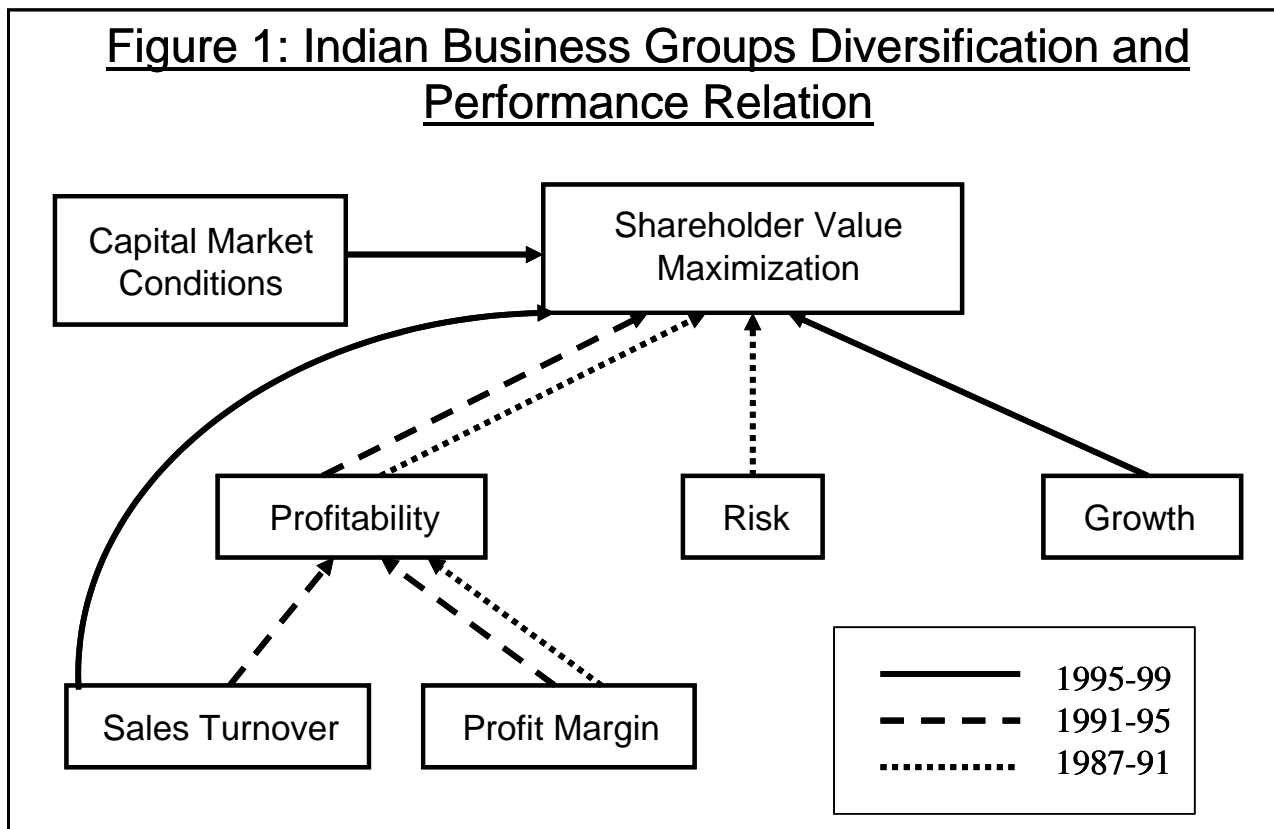 Figure 1: Indian Business Groups Diversification and
Performance Relation
Capital Market
Conditions
Shareholder Value
Maximization
Profitability
Risk
Growth
Sales Turnover
Profit Margin
1995-99
1991-95
1987-91